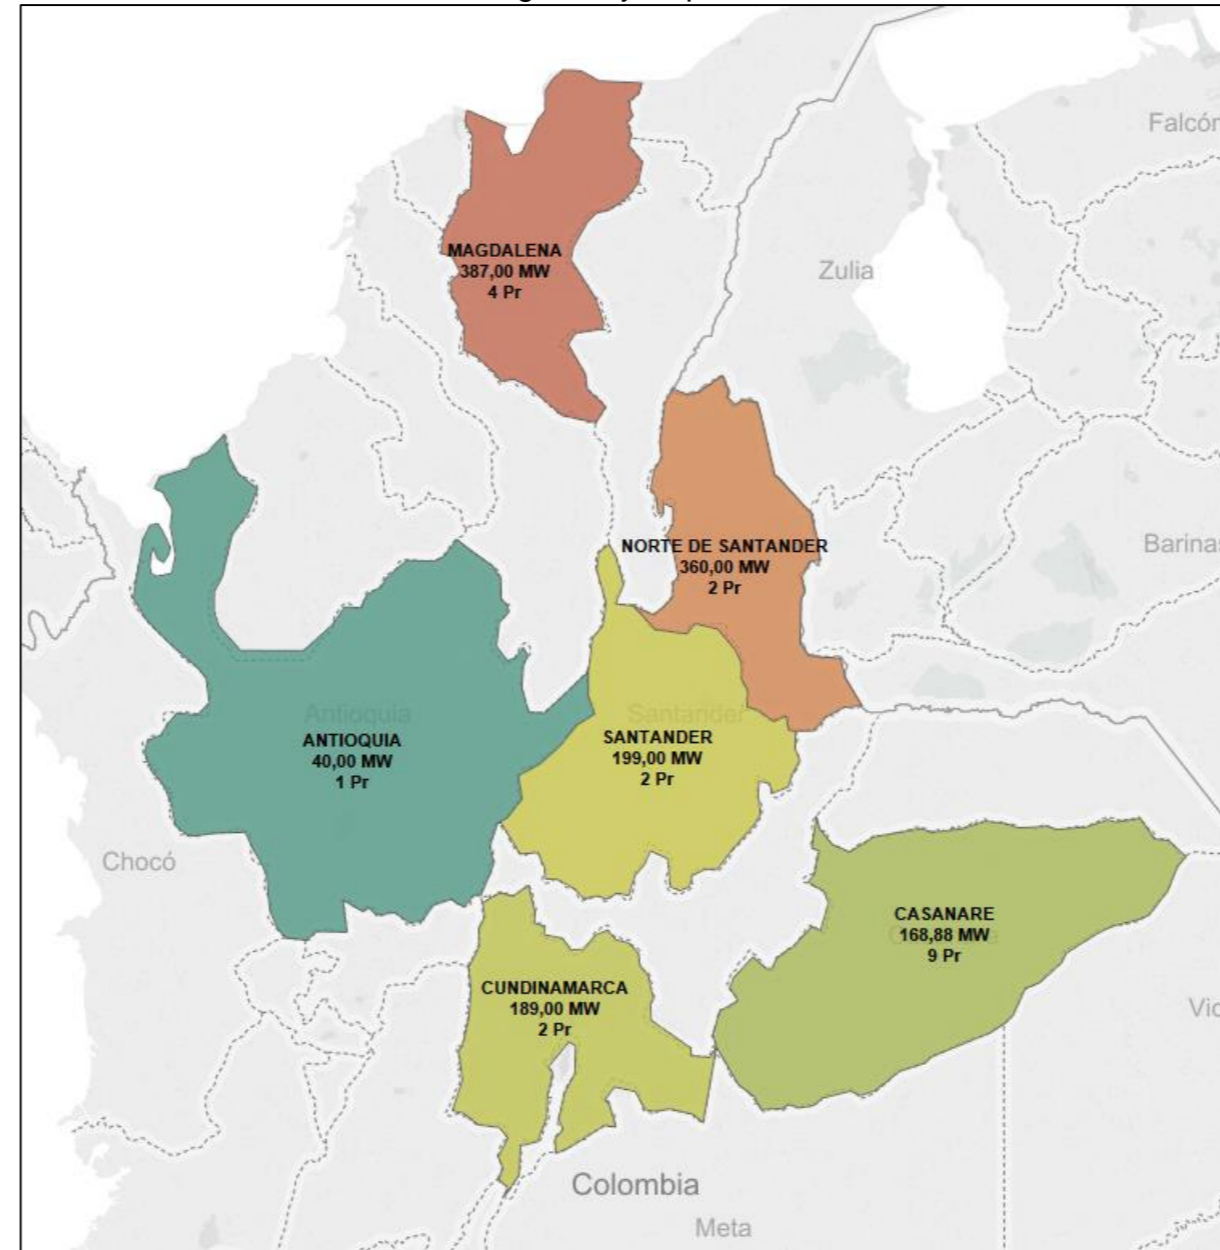 Falcón
MAGDALENA
387,00 MW
4 Pr
Zulia
NORTE DE SANTANDER
360,00 MW
2 Pr
Barinas
Antioquia
ANTIOQUIA
40,00 MW
1 Pr
Santander
SANTANDER
199,00 MW
2 Pr
Chocó
CASANARE
168,88 MW
9 Pr
CUNDINAMARCA
189,00 MW
2 Pr
Vic
Colombia
Meta